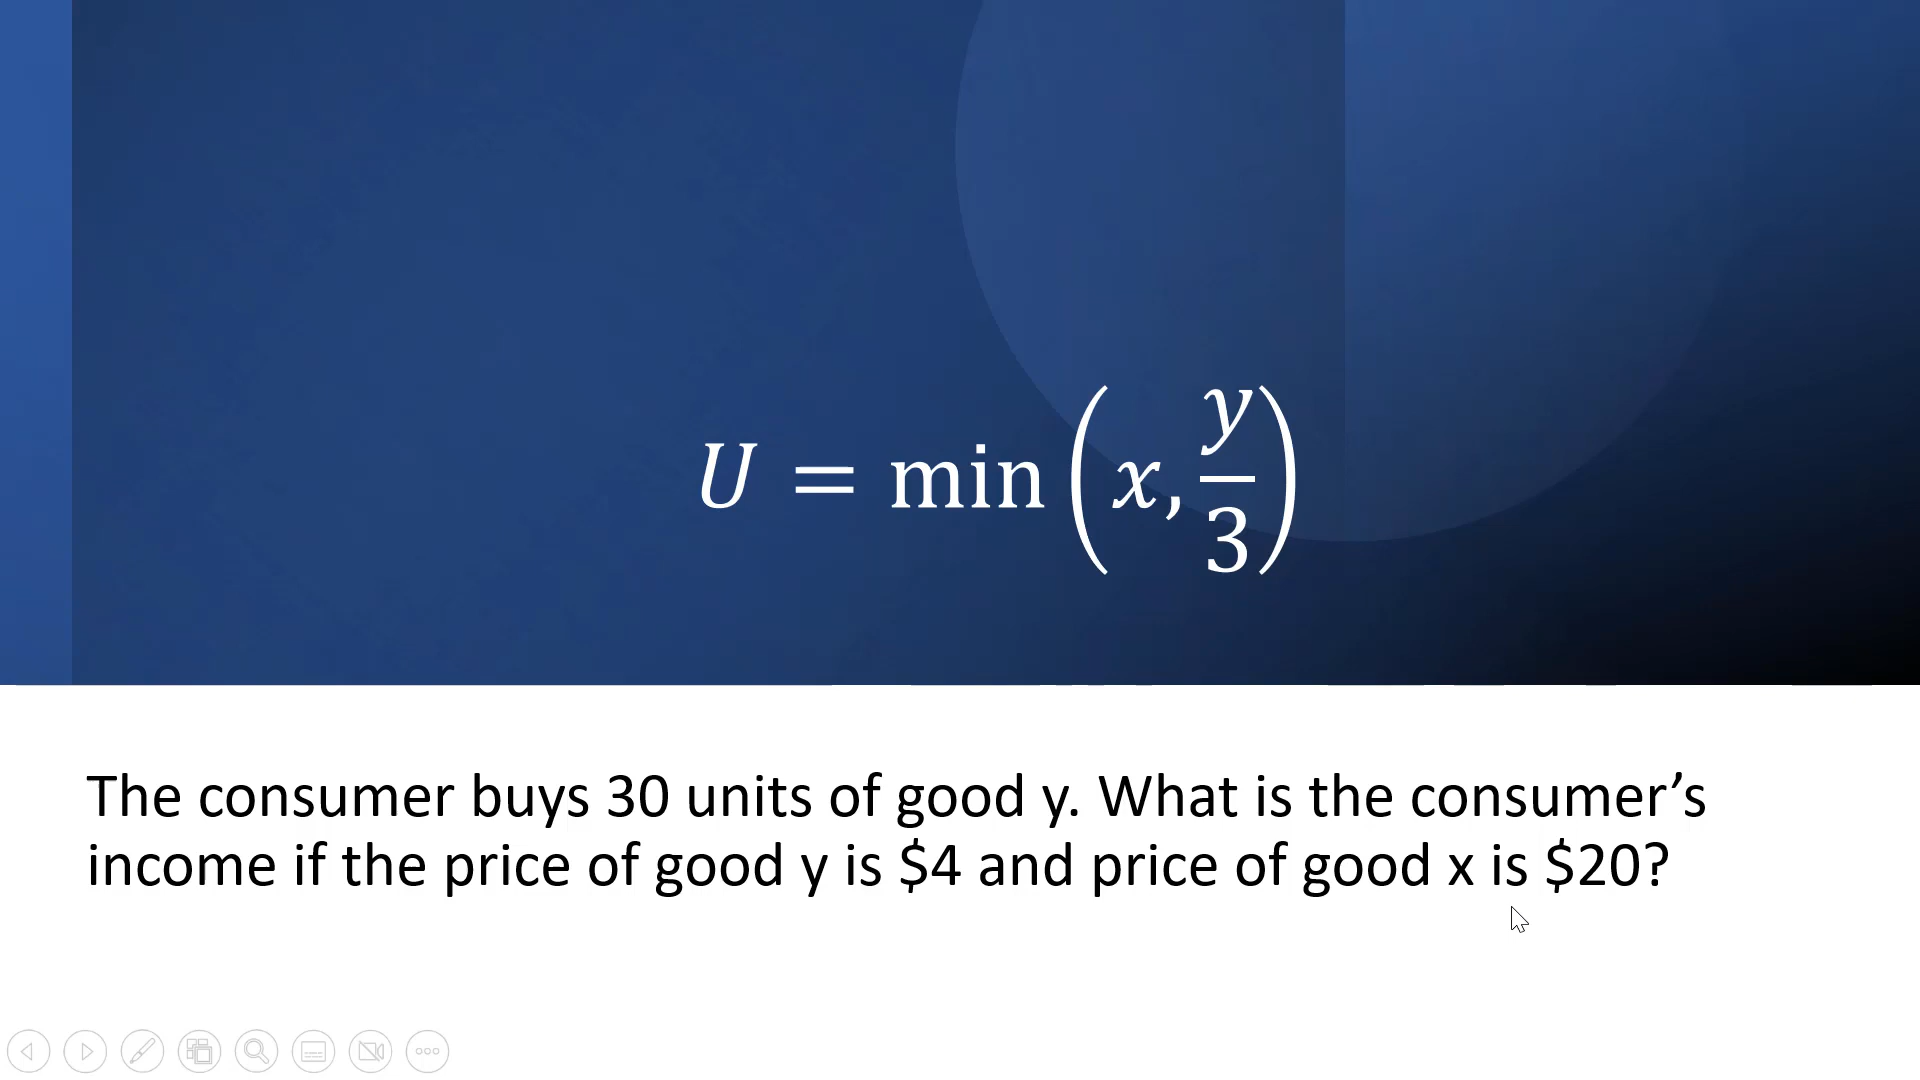 U = min (x, y/3)
The consumer buys 30 units of good y. What is the consumer’s
income if the price of good y is $4 and price of good x is $20?